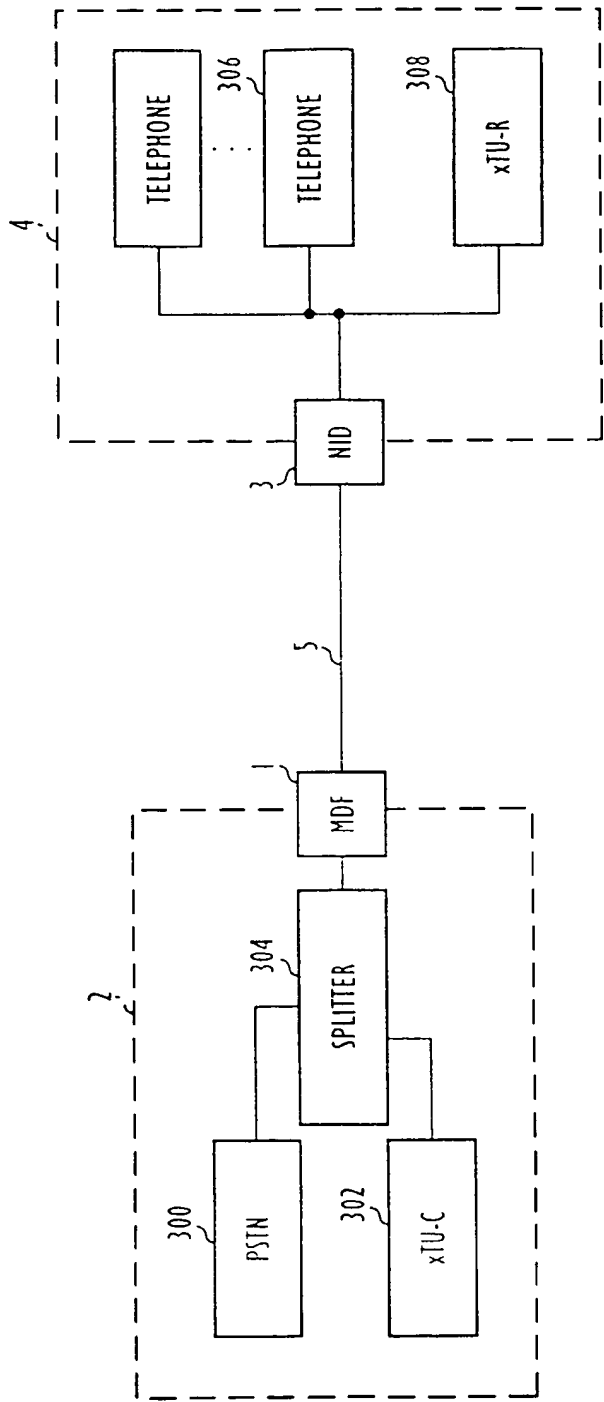 2
300
PSTN
302
xTU-C
304
SPLITTER
1
MDF
5
3
NID
4
TELEPHONE
306
TELEPHONE
308
xTU-R